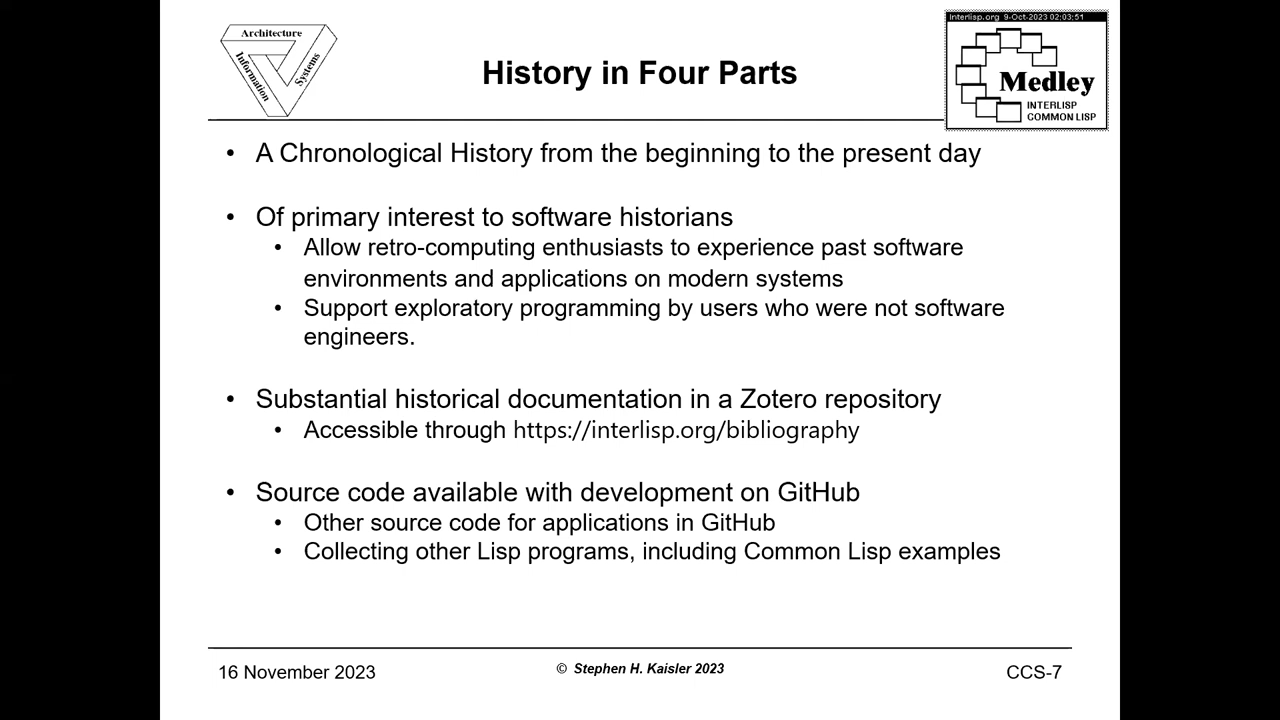 Architecture
Information
Systems
History in Four Parts
Interlisp.org 9-Oct-2023 02:03:51
Medley
INTERLISP
COMMON LISP
• A Chronological History from the beginning to the present day
• Of primary interest to software historians
• Allow retro-computing enthusiasts to experience past software
environments and applications on modern systems
• Support exploratory programming by users who were not software
engineers.
• Substantial historical documentation in a Zotero repository
• Accessible through https://interlisp.org/bibliography
• Source code available with development on GitHub
• Other source code for applications in GitHub
• Collecting other Lisp programs, including Common Lisp examples
16 November 2023
© Stephen H. Kaisler 2023
CCS-7